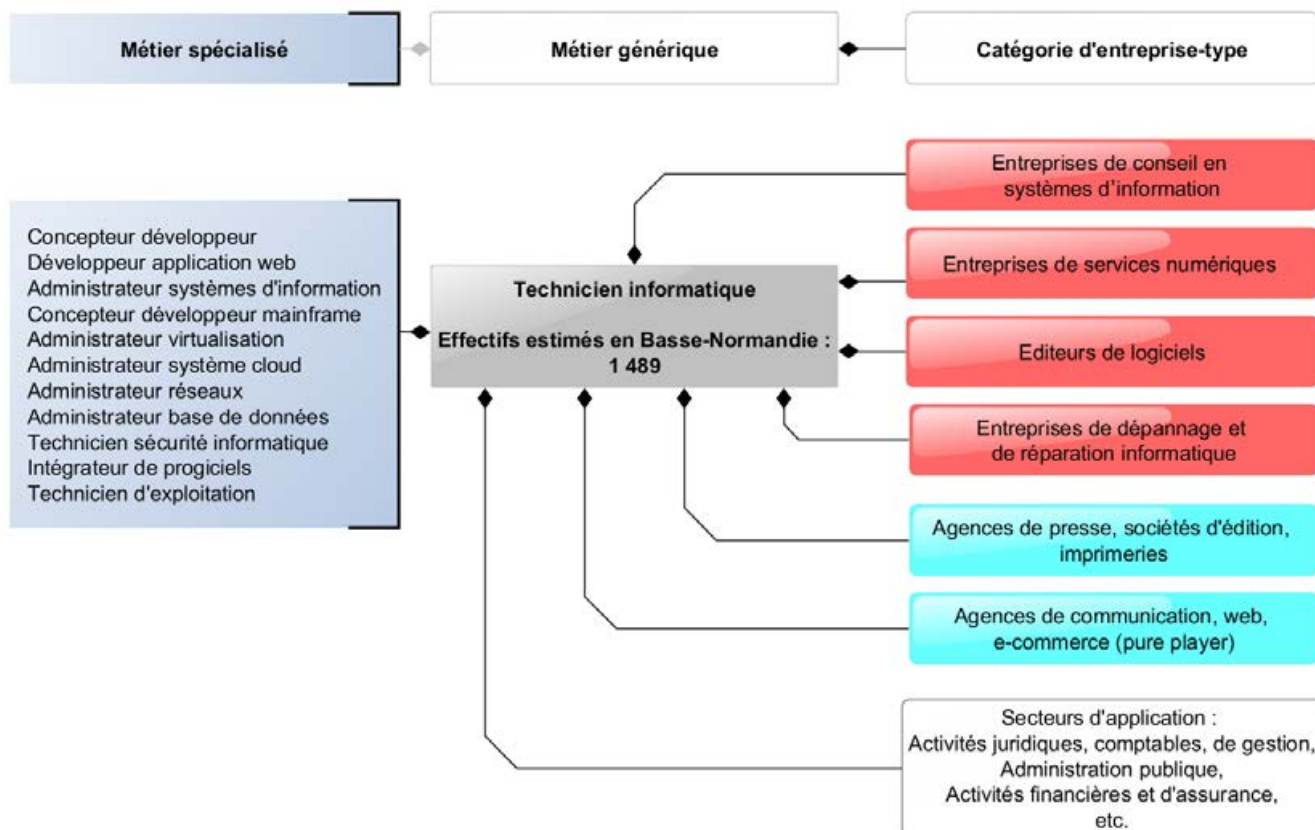 Métier spécialisé
Métier générique
Catégorie d'entreprise-type
Concepteur développeur
Développeur application web
Administrateur systèmes d'information
Concepteur développeur mainframe
Administrateur virtualisation
Administrateur système cloud
Administrateur réseaux
Administrateur base de données
Technicien sécurité informatique
Intégrateur de progiciels
Technicien d'exploitation
Technicien informatique
Effectifs estimés en Basse-Normandie :
1 489
Entreprises de conseil en
systèmes d'information
Entreprises de services numériques
Editeurs de logiciels
Entreprises de dépannage et
de réparation informatique
Agences de presse, sociétés d'édition,
imprimeries
Agences de communication, web,
e-commerce (pure player)
Secteurs d'application :
Activités juridiques, comptables, de gestion,
Administration publique,
Activités financières et d'assurance,
etc.